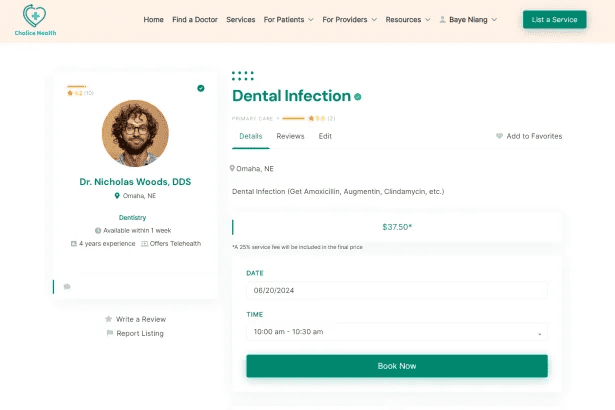 Chalice Health
Home Find a Doctor Services For Patients For Providers Resources Baye Niang List a Service
4.2 (10)
Dr. Nicholas Woods, DDS
Omaha, NE
Dentistry
Available within 1 week
4 years experience Offers Telehealth
Write a Review
Report Listing
Dental Infection
PRIMARY CARE (2)
Details Reviews Edit Add to Favorites
Omaha, NE
Dental Infection (Get Amoxicillin, Augmentin, Clindamycin, etc.)
$37.50*
*A 25% service fee will be included in the final price
DATE
06/20/2024
TIME
10:00 am - 10:30 am
Book Now